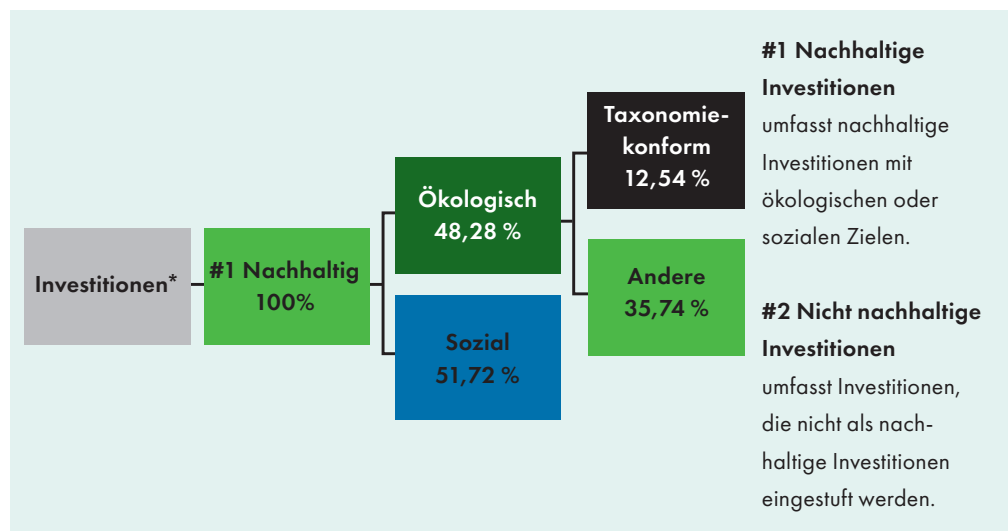 Investitionen*
#1 Nachhaltig
100%
Ökologisch
48,28 %
Sozial
51,72 %
Taxonomie-
konform
12,54 %
Andere
35,74 %
#1 Nachhaltige
Investitionen
umfasst nachhaltige
Investitionen mit
ökologischen oder
sozialen Zielen.
#2 Nicht nachhaltige
Investitionen
umfasst Investitionen,
die nicht als nach-
haltige Investitionen
eingestuft werden.